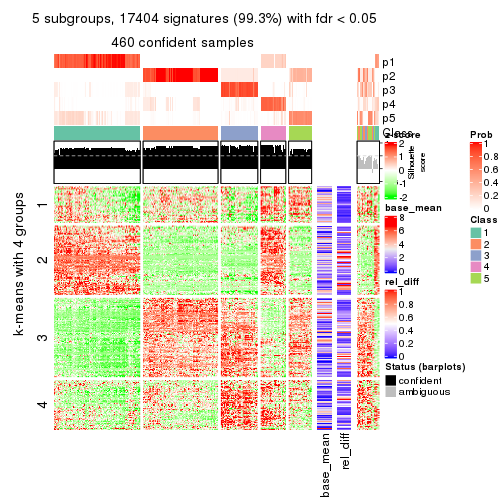 5 subgroups, 17404 signatures (99.3%) with fdr < 0.05
460 confident samples
p1
p2
p3
p4
p5
Class
z-score
2
1
0
-1
-2
Silhouette
score
Prob
1
0.8
0.6
0.4
0.2
0
base_mean
8
6
4
2
0
Class
1
2
3
4
5
rel_diff
1
0.8
0.6
0.4
0.2
0
Status (barplots)
confident
ambiguous
k-means with 4 groups
1
2
3
4
base_mean
rel_diff